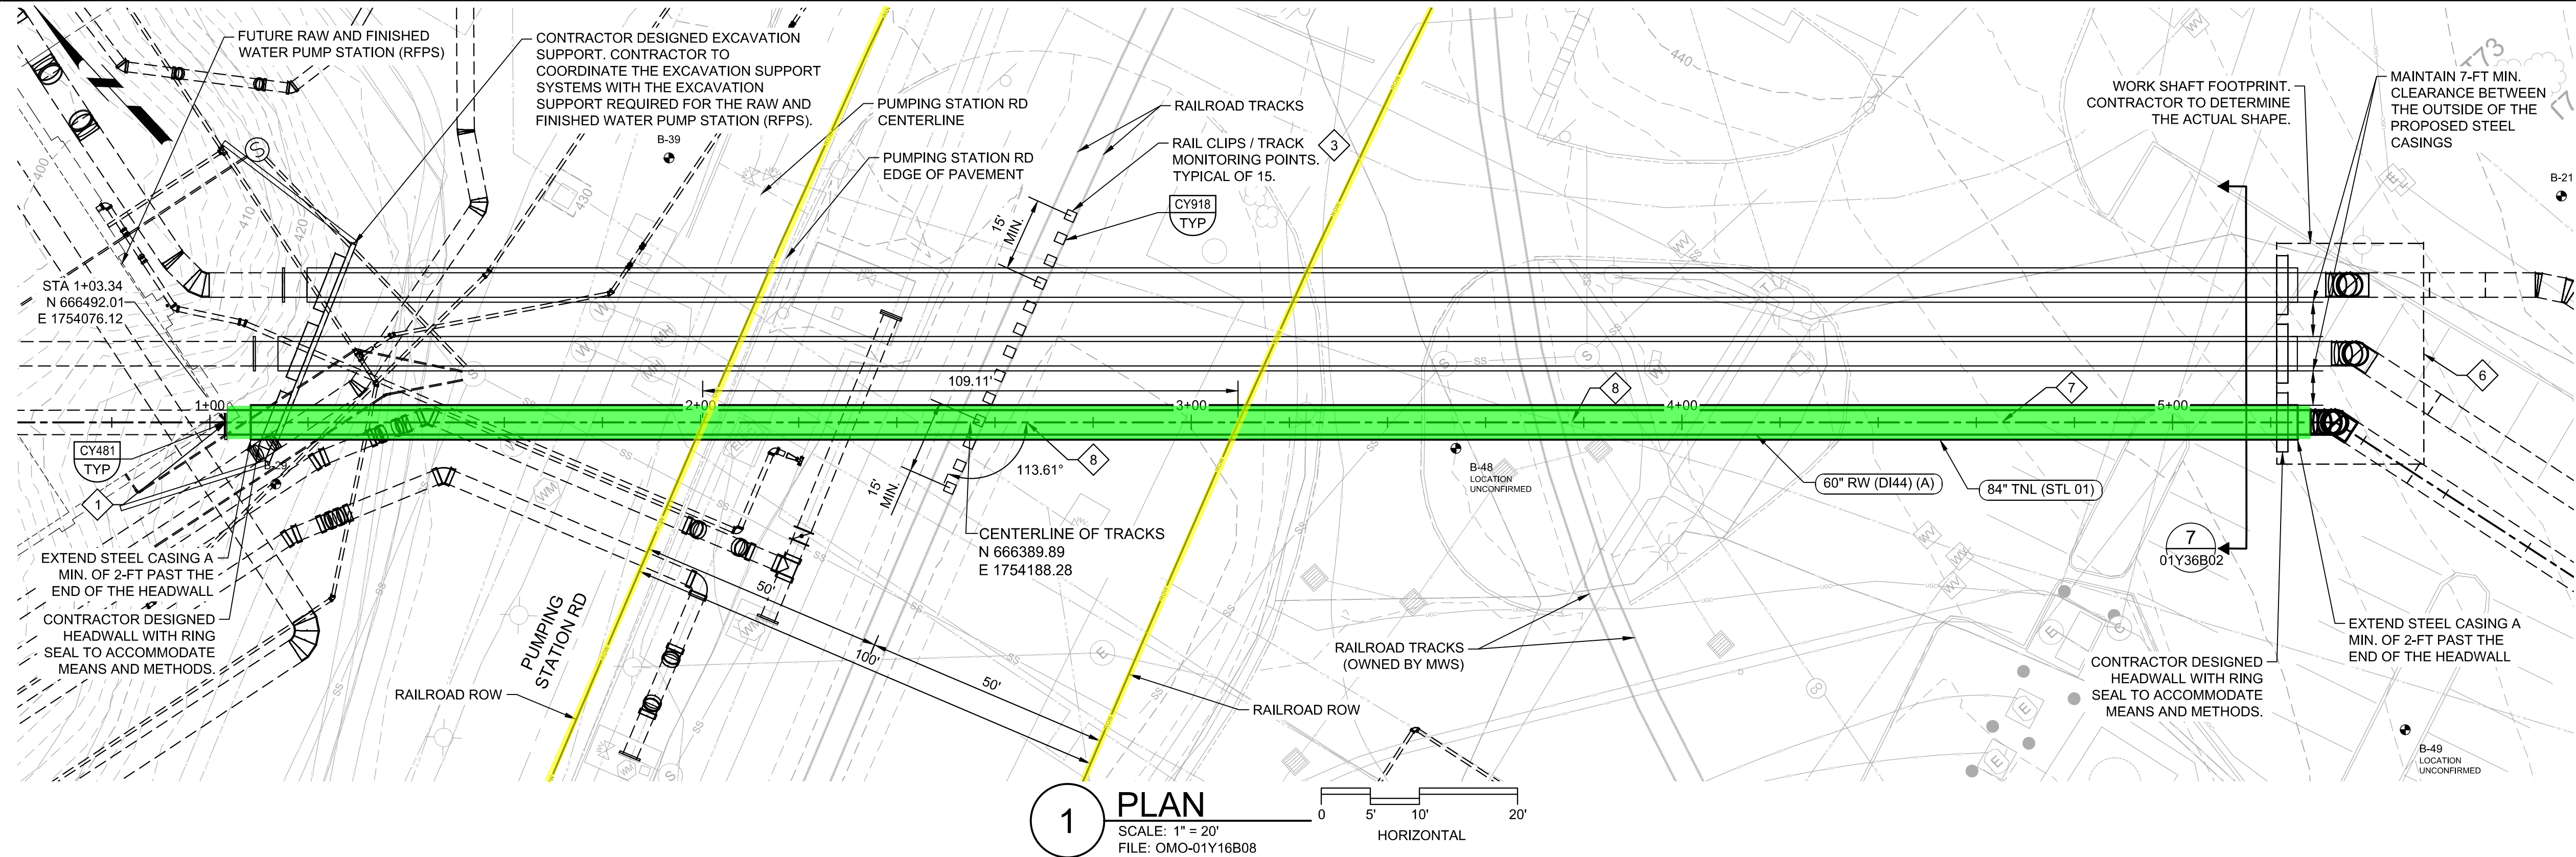 FUTURE RAW AND FINISHED
WATER PUMP STATION (RFPS)
CONTRACTOR DESIGNED EXCAVATION
SUPPORT. CONTRACTOR TO
COORDINATE THE EXCAVATION SUPPORT
SYSTEMS WITH THE EXCAVATION
SUPPORT REQUIRED FOR THE RAW AND
FINISHED WATER PUMP STATION (RFPS).
B-39
PUMPING STATION RD
CENTERLINE
PUMPING STATION RD
EDGE OF PAVEMENT
RAILROAD TRACKS
RAIL CLIPS / TRACK
MONITORING POINTS.
TYPICAL OF 15.
3
CY918
TYP
15'
MIN.
440
WORK SHAFT FOOTPRINT.
CONTRACTOR TO DETERMINE
THE ACTUAL SHAPE.
MAINTAIN 7-FT MIN.
CLEARANCE BETWEEN
THE OUTSIDE OF THE
PROPOSED STEEL
CASINGS
B-21
400
410
420
430
STA 1+03.34
N 666492.01
E 1754076.12
109.11'
1+00
2+00
3+00
4+00
5+00
8
7
6
CY481
TYP
1
B-29
113.61°
8
15'
MIN.
B-48
LOCATION
UNCONFIRMED
60" RW (DI44) (A)
84" TNL (STL 01)
CENTERLINE OF TRACKS
N 666389.89
E 1754188.28
7
01Y36B02
EXTEND STEEL CASING A
MIN. OF 2-FT PAST THE
END OF THE HEADWALL
CONTRACTOR DESIGNED
HEADWALL WITH RING
SEAL TO ACCOMMODATE
MEANS AND METHODS.
PUMPING
STATION RD
50'
100'
50'
RAILROAD ROW
RAILROAD ROW
RAILROAD TRACKS
(OWNED BY MWS)
EXTEND STEEL CASING A
MIN. OF 2-FT PAST THE
END OF THE HEADWALL
CONTRACTOR DESIGNED
HEADWALL WITH RING
SEAL TO ACCOMMODATE
MEANS AND METHODS.
B-49
LOCATION
UNCONFIRMED
1
PLAN
SCALE: 1" = 20'
FILE: OMO-01Y16B08
0 5' 10' 20'
HORIZONTAL